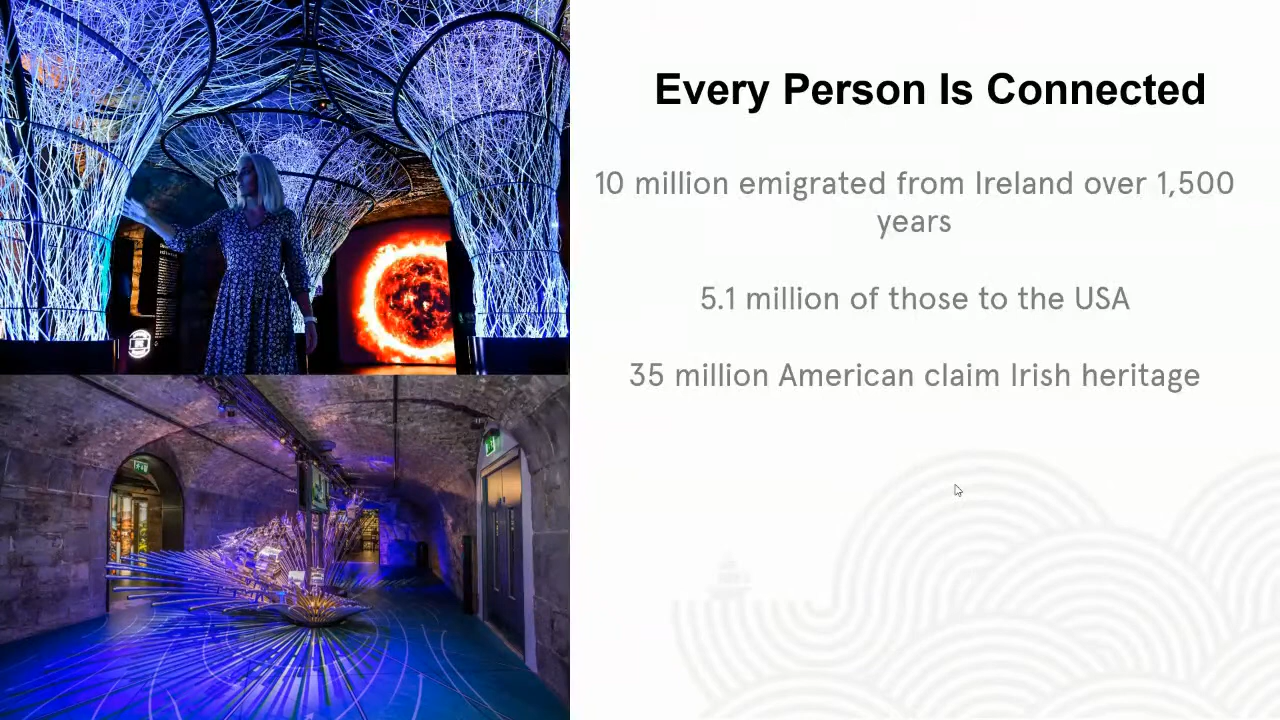 Every Person Is Connected
10 million emigrated from Ireland over 1,500
years
5.1 million of those to the USA
35 million American claim Irish heritage